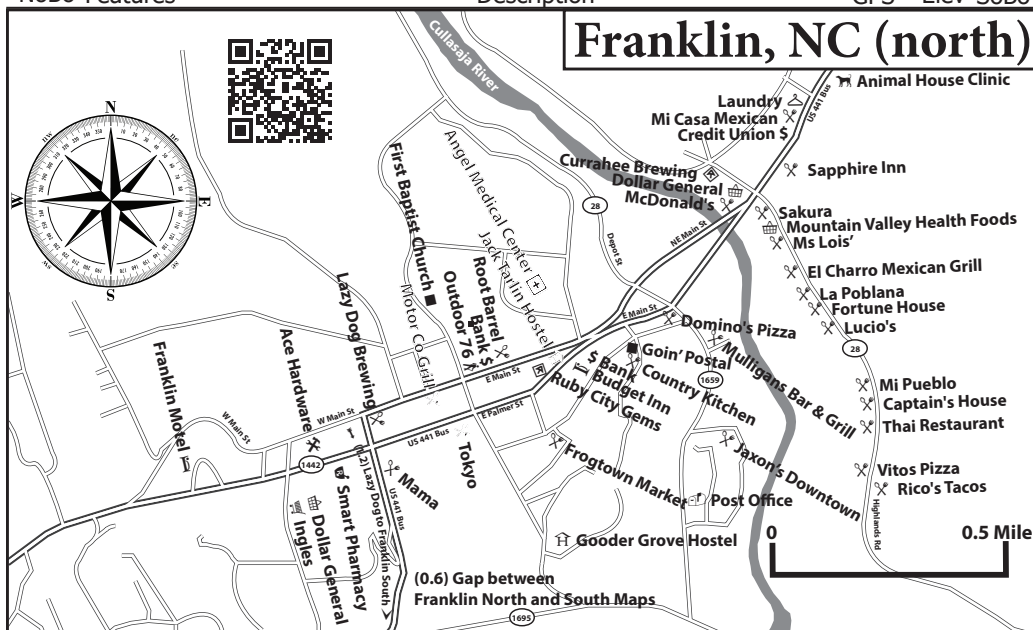 NoBo Features Description GPS Elev SoBo
Franklin, NC (north)
Cullasaja River
N
E
S
W
NE
SE
SW
NW
Animal House Clinic
US 441 Bus
Laundry
Mi Casa Mexican
Credit Union $
Currahee Brewing
Dollar General
McDonald's
Sapphire Inn
Sakura
Mountain Valley Health Foods
Ms Lois'
El Charro Mexican Grill
La Poblana
Fortune House
Lucio's
28
Mi Pueblo
Captain's House
Thai Restaurant
Vitos Pizza
Rico's Tacos
Highlands Rd
28
Depot St
NE Main St
E Main St
Angel Medical Center
Jack Tarlin Hostel
First Baptist Church
Motor Co Grill
Root Barrel
Bank $
Outdoor 76
Lazy Dog Brewing
Ace Hardware
Franklin Motel
W Main St
W Main St
E Main St
E Palmer St
US 441 Bus
Domino's Pizza
Mulligans Bar & Grill
Goin' Postal
Country Kitchen
$ Bank
Budget Inn
Ruby City Gems
1659
Jaxon's Downtown
Frogtown Market
Post Office
Gooder Grove Hostel
Tokyo
Mama
1442
US 441 Bus
(1.2) Lazy Dog to Franklin South
Smart Pharmacy
Dollar General
Ingles
(0.6) Gap between
Franklin North and South Maps
1695
0 0.5 Mile